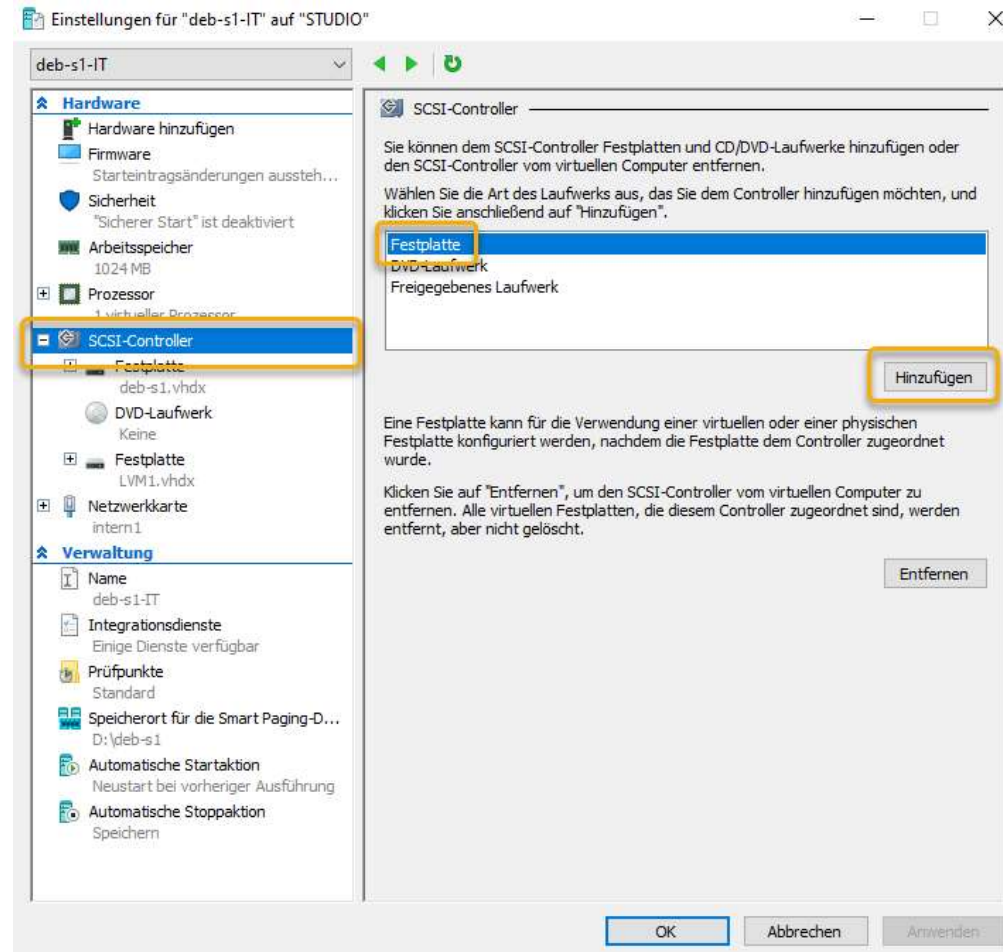 Einstellungen für "deb-s1-IT" auf "STUDIO"
deb-s1-IT
Hardware
Hardware hinzufügen
Firmware
Starteintragsänderungen aussteh...
Sicherheit
"Sicherer Start" ist deaktiviert
Arbeitsspeicher
1024 MB
Prozessor
1 virtueller Prozessor
SCSI-Controller
Festplatte
deb-s1.vhdx
DVD-Laufwerk
Keine
Festplatte
LVM1.vhdx
Netzwerkkarte
intern1
Verwaltung
Name
deb-s1-IT
Integrationsdienste
Einige Dienste verfügbar
Prüfpunkte
Standard
Speicherort für die Smart Paging-D...
D:\deb-s1
Automatische Startaktion
Neustart bei vorheriger Ausführung
Automatische Stoppaktion
Speichern
SCSI-Controller
Sie können dem SCSI-Controller Festplatten und CD/DVD-Laufwerke hinzufügen oder
den SCSI-Controller vom virtuellen Computer entfernen.
Wählen Sie die Art des Laufwerks aus, das Sie dem Controller hinzufügen möchten, und
klicken Sie anschließend auf "Hinzufügen".
Festplatte
DVD-Laufwerk
Freigegebenes Laufwerk
Hinzufügen
Eine Festplatte kann für die Verwendung einer virtuellen oder einer physischen
Festplatte konfiguriert werden, nachdem die Festplatte dem Controller zugeordnet
wurde.
Klicken Sie auf "Entfernen", um den SCSI-Controller vom virtuellen Computer zu
entfernen. Alle virtuellen Festplatten, die diesem Controller zugeordnet sind, werden
entfernt, aber nicht gelöscht.
Entfernen
OK
Abbrechen
Anwenden